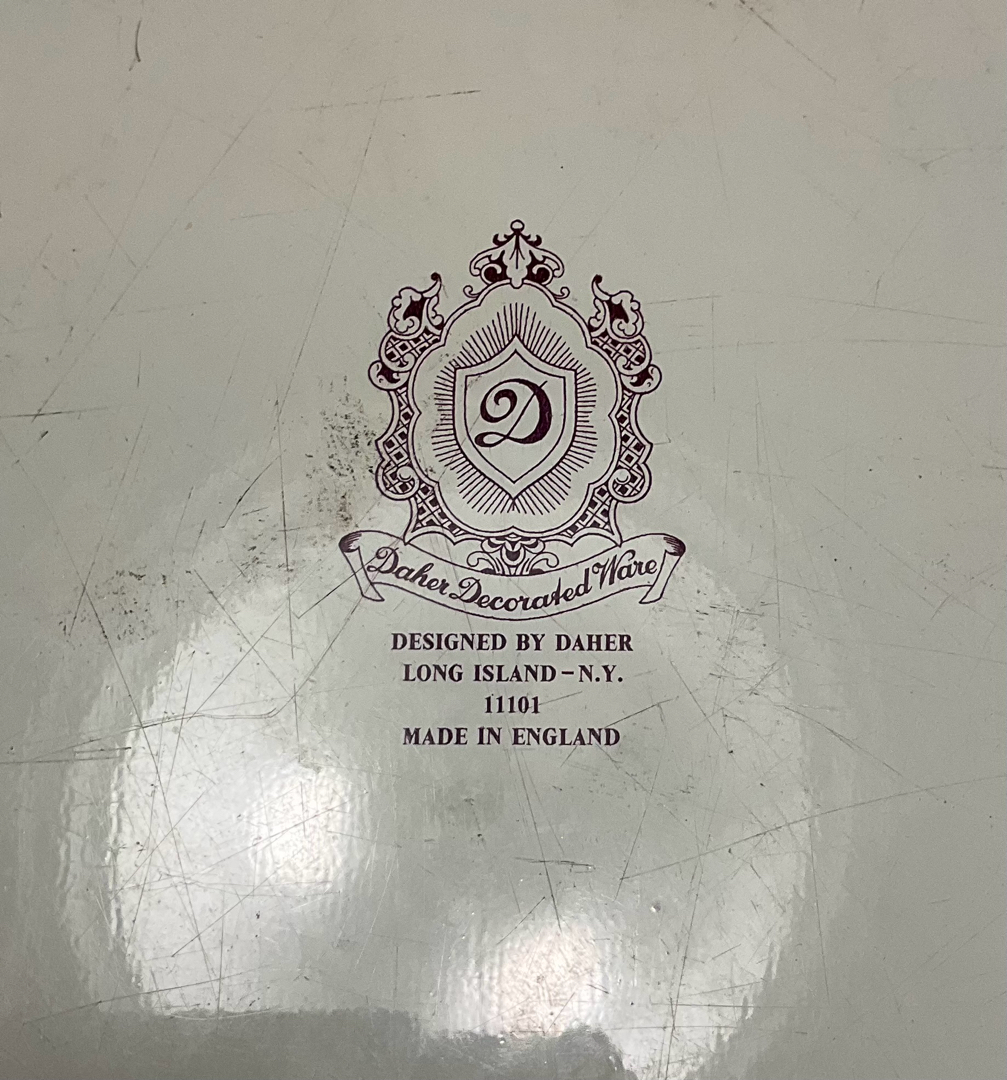 D
Daher Decorated Ware
DESIGNED BY DAHER
LONG ISLAND – N.Y.
11101
MADE IN ENGLAND